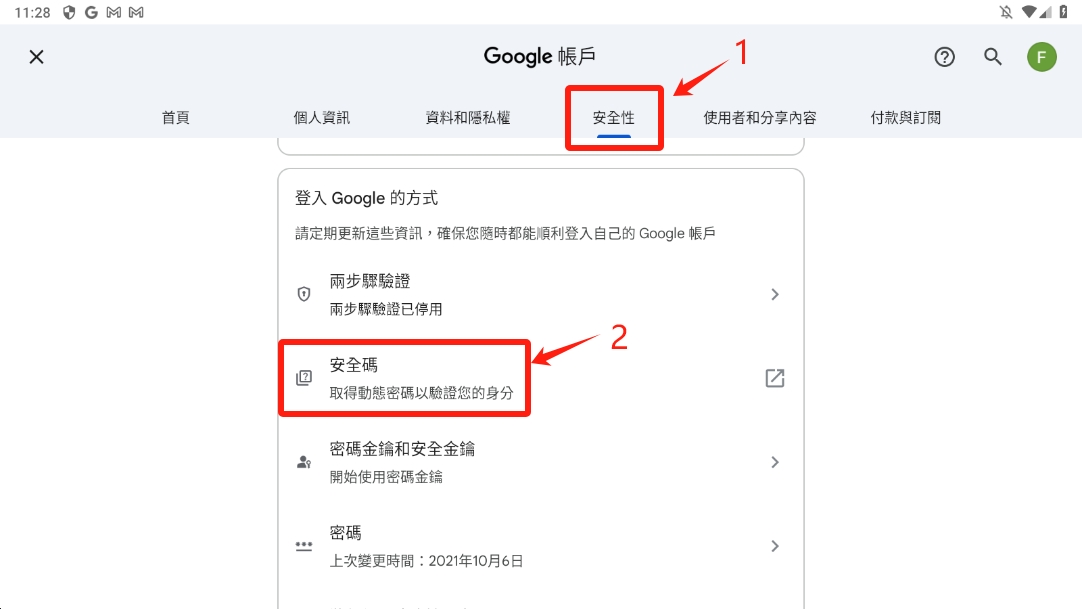 11:28
Google 帳戶
F
1
首頁
個人資訊
資料和隱私權
安全性
使用者和分享內容
付款與訂閱
登入 Google 的方式
請定期更新這些資訊，確保您隨時都能順利登入自己的 Google 帳戶
兩步驟驗證
兩步驟驗證已停用
2
安全碼
取得動態密碼以驗證您的身分
密碼金鑰和安全金鑰
開始使用密碼金鑰
密碼
上次變更時間：2021年10月6日